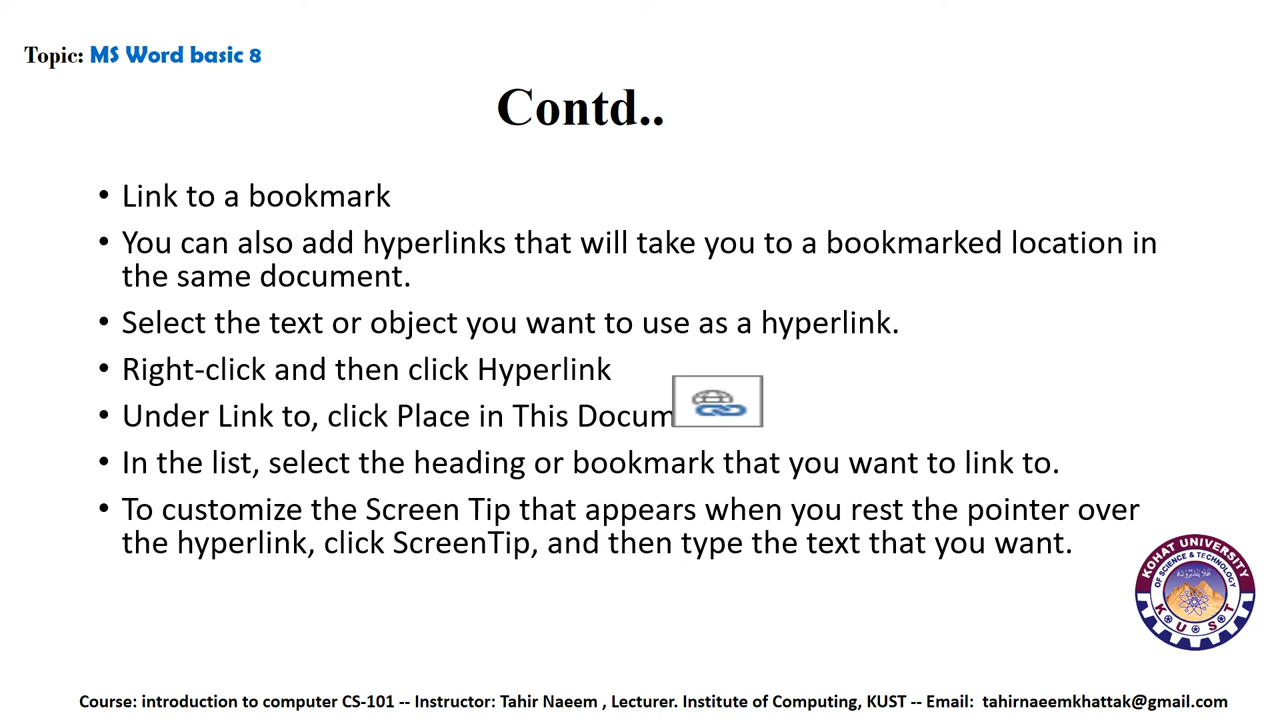 Topic: MS Word basic 8
Contd..
• Link to a bookmark
• You can also add hyperlinks that will take you to a bookmarked location in
the same document.
• Select the text or object you want to use as a hyperlink.
• Right-click and then click Hyperlink
• Under Link to, click Place in This Docum
• In the list, select the heading or bookmark that you want to link to.
• To customize the Screen Tip that appears when you rest the pointer over
the hyperlink, click ScreenTip, and then type the text that you want.
KOHAT UNIVERSITY
OF SCIENCE & TECHNOLOGY
K U S T
Course: introduction to computer CS-101 -- Instructor: Tahir Naeem , Lecturer. Institute of Computing, KUST -- Email: tahirnaeemkhattak@gmail.com